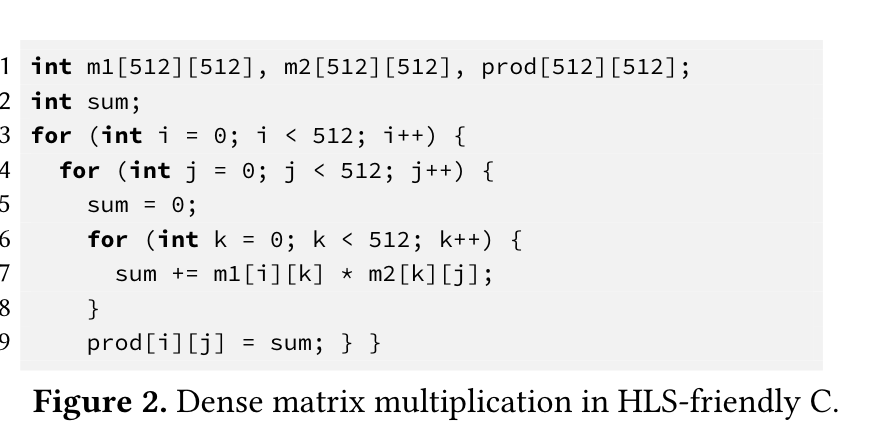 1 int m1[512][512], m2[512][512], prod[512][512];
2 int sum;
3 for (int i = 0; i < 512; i++) {
4   for (int j = 0; j < 512; j++) {
5     sum = 0;
6     for (int k = 0; k < 512; k++) {
7       sum += m1[i][k] * m2[k][j];
8     }
9     prod[i][j] = sum; } }
Figure 2. Dense matrix multiplication in HLS-friendly C.